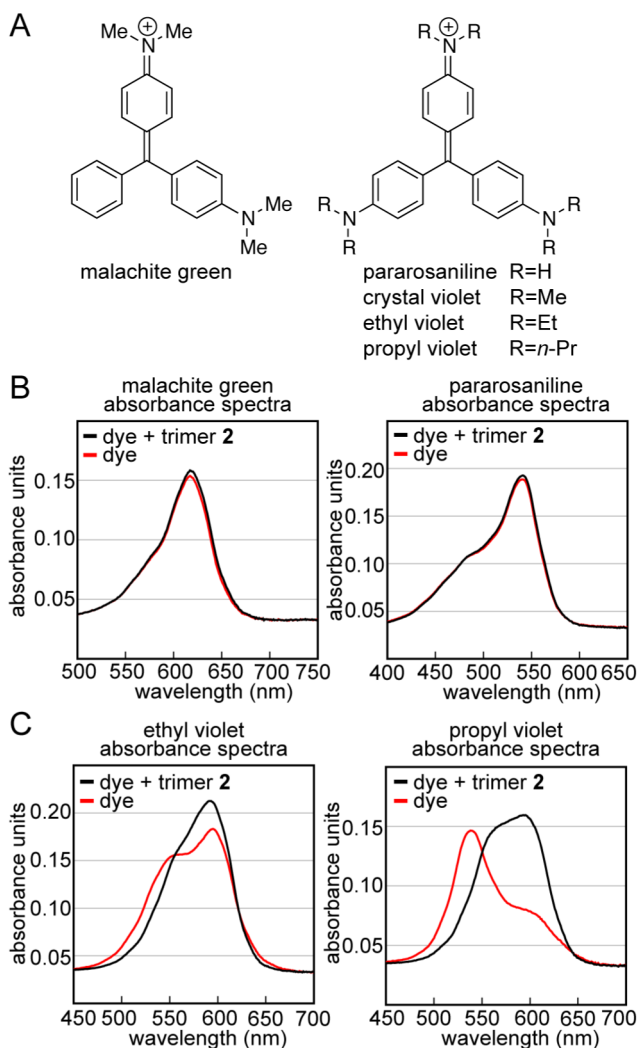 A
Me
⊕
N
Me
N
Me
Me
malachite green
R
⊕
N
R
R
N
R
N
R
R
pararosaniline R=H
crystal violet R=Me
ethyl violet R=Et
propyl violet R=n-Pr
B
malachite green
absorbance spectra
dye + trimer 2
dye
absorbance units
0.15
0.10
0.05
500 550 600 650 700 750
wavelength (nm)
pararosaniline
absorbance spectra
dye + trimer 2
dye
absorbance units
0.20
0.15
0.10
0.05
400 450 500 550 600 650
wavelength (nm)
C
ethyl violet
absorbance spectra
dye + trimer 2
dye
absorbance units
0.20
0.15
0.10
0.05
450 500 550 600 650 700
wavelength (nm)
propyl violet
absorbance spectra
dye + trimer 2
dye
absorbance units
0.15
0.10
0.05
450 500 550 600 650 700
wavelength (nm)